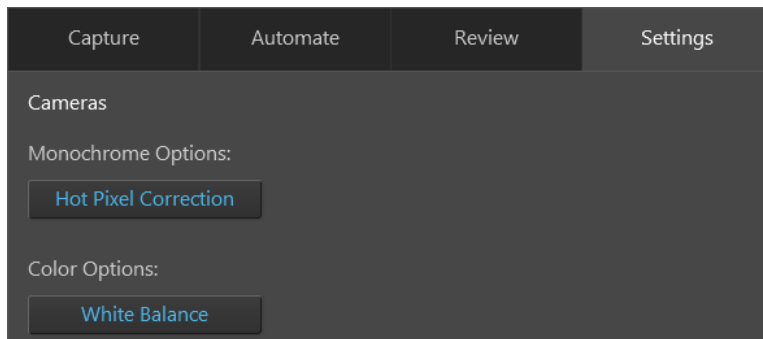 Capture Automate Review Settings
Cameras
Monochrome Options:
Hot Pixel Correction
Color Options:
White Balance